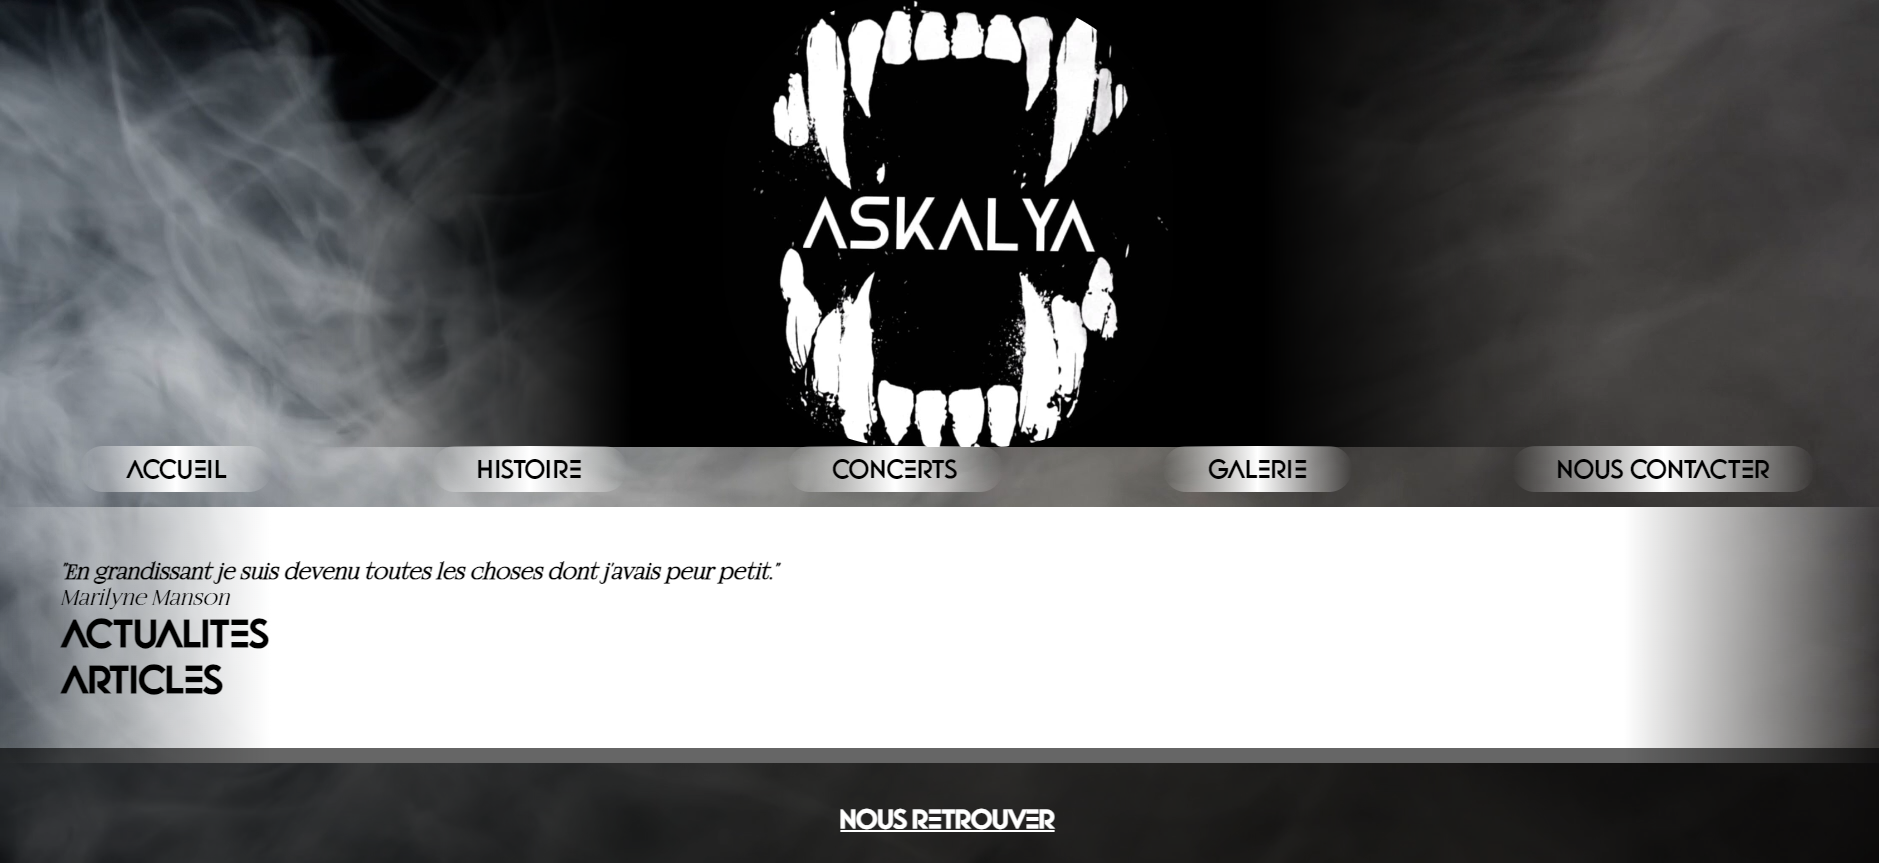 ASKALYA
ACCUEIL HISTOIRE CONCERTS GALERIE NOUS CONTACTER
"En grandissant je suis devenu toutes les choses dont j'avais peur petit."
Marilyne Manson
ACTUALITES
ARTICLES
NOUS RETROUVER